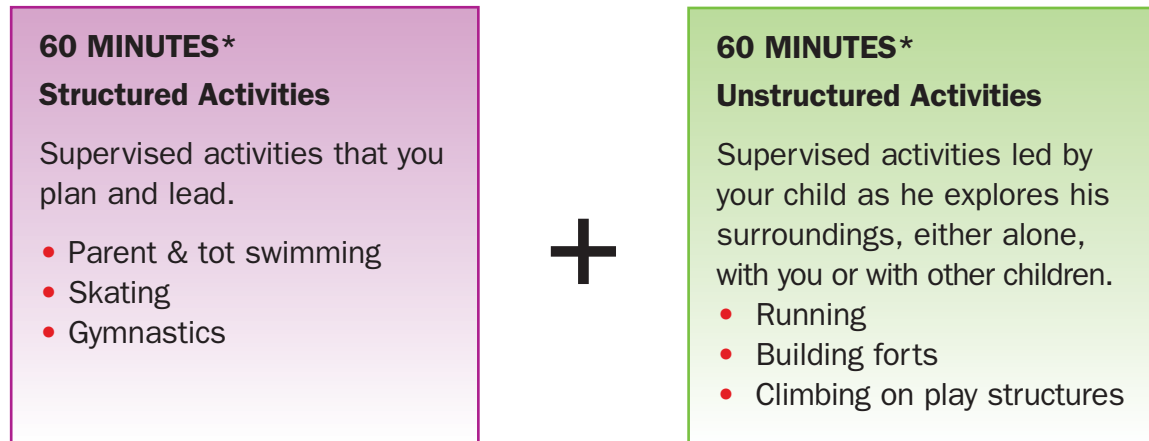 60 MINUTES*
Structured Activities
Supervised activities that you
plan and lead.
• Parent & tot swimming
• Skating
• Gymnastics
+
60 MINUTES*
Unstructured Activities
Supervised activities led by
your child as he explores his
surroundings, either alone,
with you or with other children.
• Running
• Building forts
• Climbing on play structures